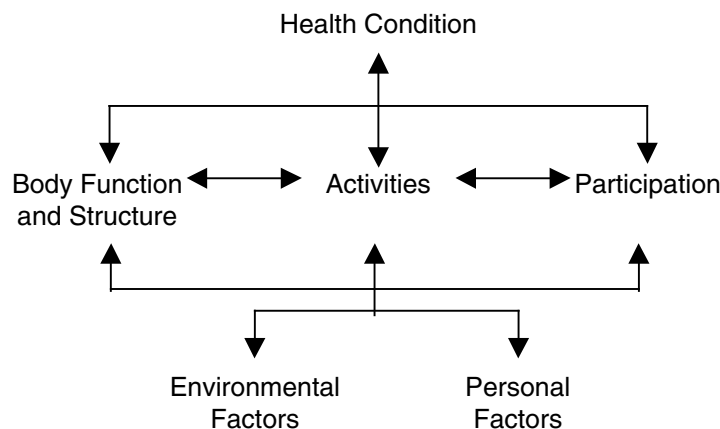 Health Condition
Body Function
and Structure
Activities
Participation
Environmental
Factors
Personal
Factors